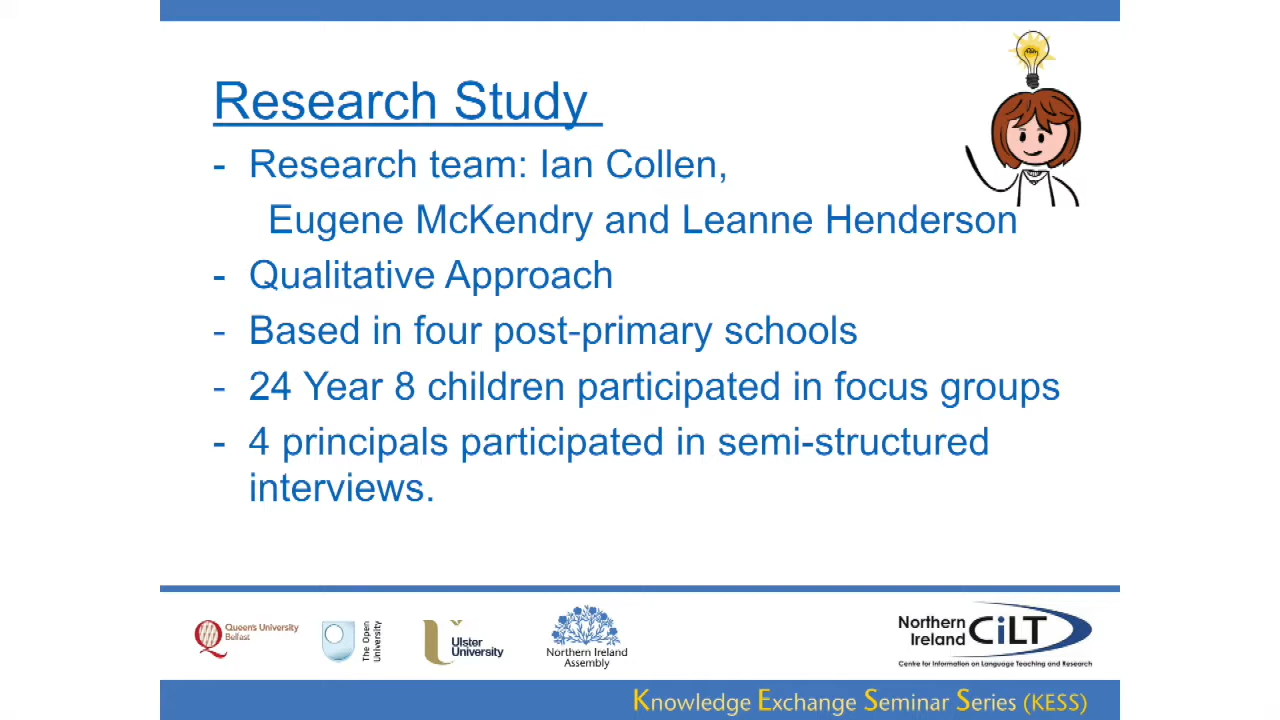 Research Study
- Research team: Ian Collen,
Eugene McKendry and Leanne Henderson
- Qualitative Approach
- Based in four post-primary schools
- 24 Year 8 children participated in focus groups
- 4 principals participated in semi-structured
interviews.
Queen's University
Belfast
The Open
University
Ulster
University
Northern Ireland
Assembly
Northern
Ireland
CiLT
Centre for Information on Language Teaching and Research
Knowledge Exchange Seminar Series (KESS)